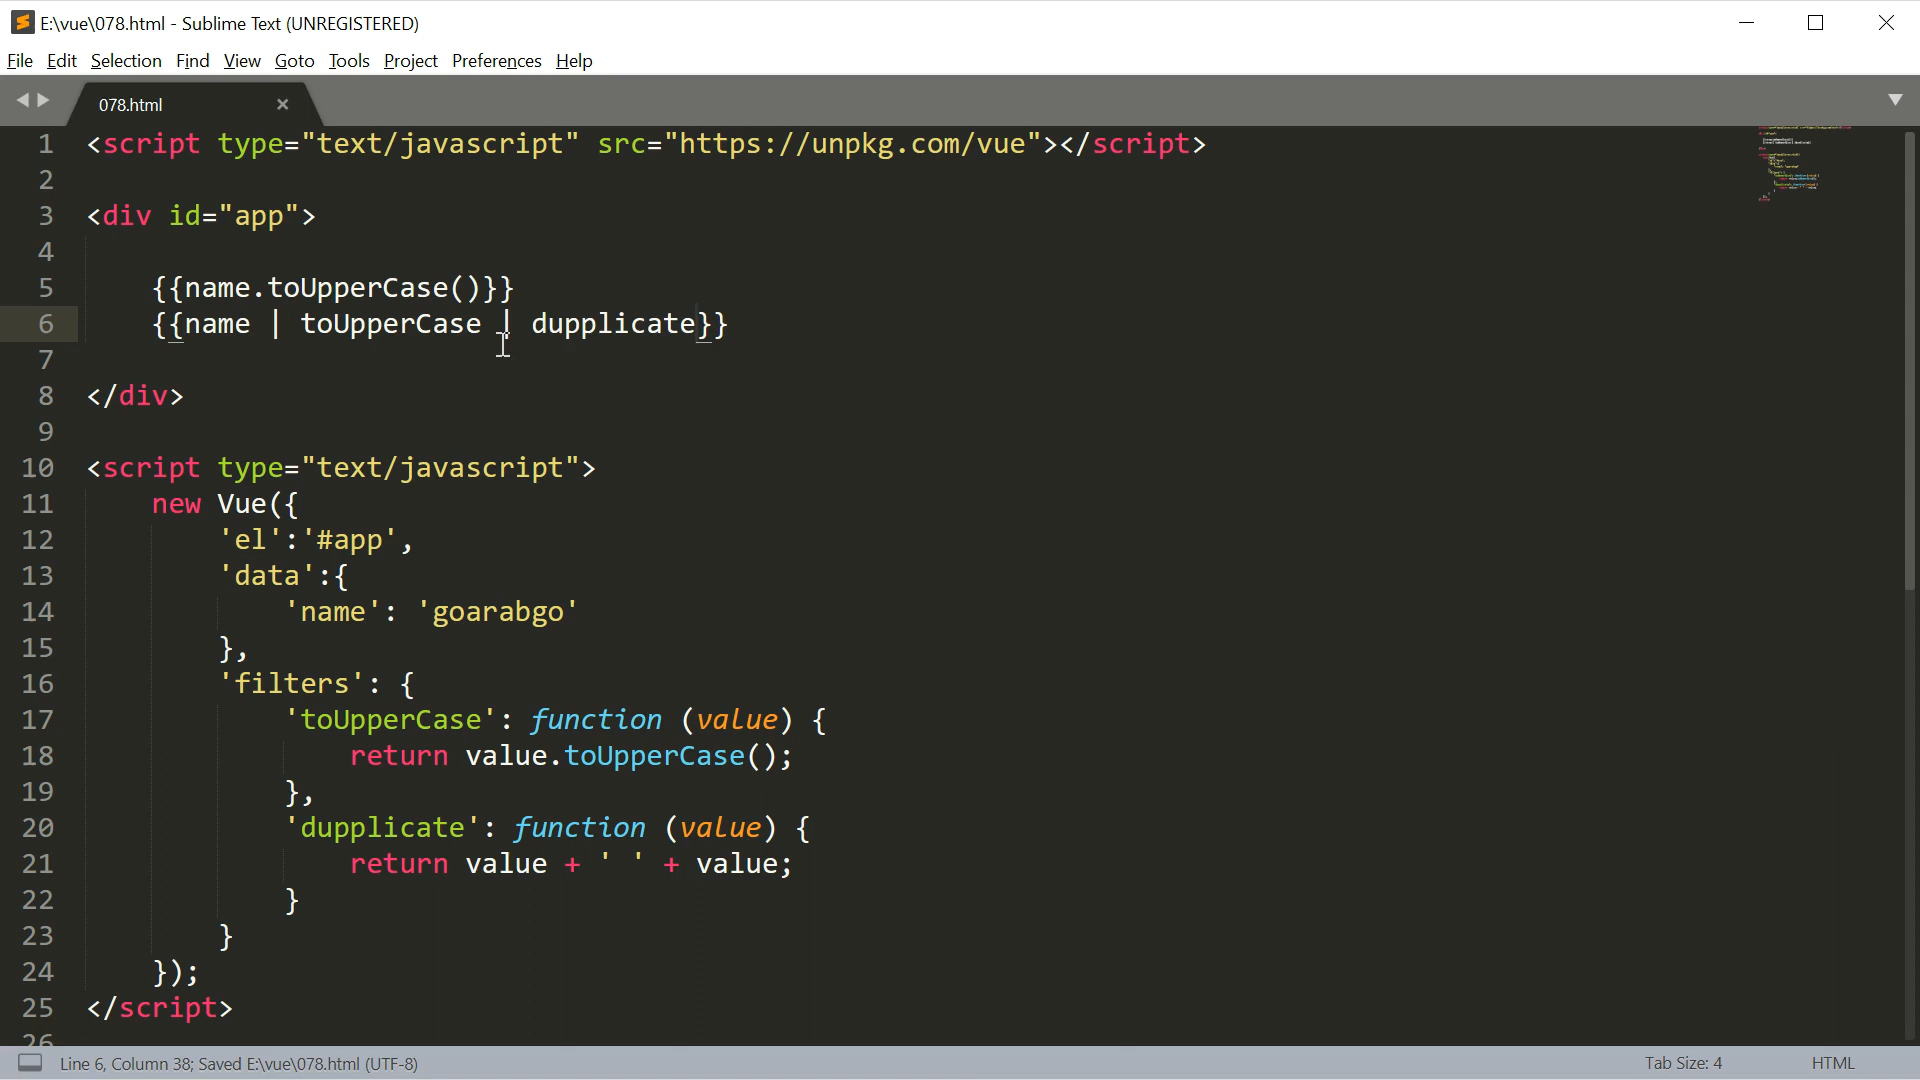 E:\vue\078.html - Sublime Text (UNREGISTERED)
File Edit Selection Find View Goto Tools Project Preferences Help
078.html
1 <script type="text/javascript" src="https://unpkg.com/vue"></script>
2
3 <div id="app">
4
5 {{name.toUpperCase()}}
6 {{name | toUpperCase | dupplicate}}
7
8 </div>
9
10 <script type="text/javascript">
11 new Vue({
12 'el':'#app',
13 'data':{
14 'name': 'goarabgo'
15 },
16 'filters': {
17 'toUpperCase': function (value) {
18 return value.toUpperCase();
19 },
20 'dupplicate': function (value) {
21 return value + ' ' + value;
22 }
23 }
24 });
25 </script>
26
Line 6, Column 38; Saved E:\vue\078.html (UTF-8) Tab Size: 4 HTML